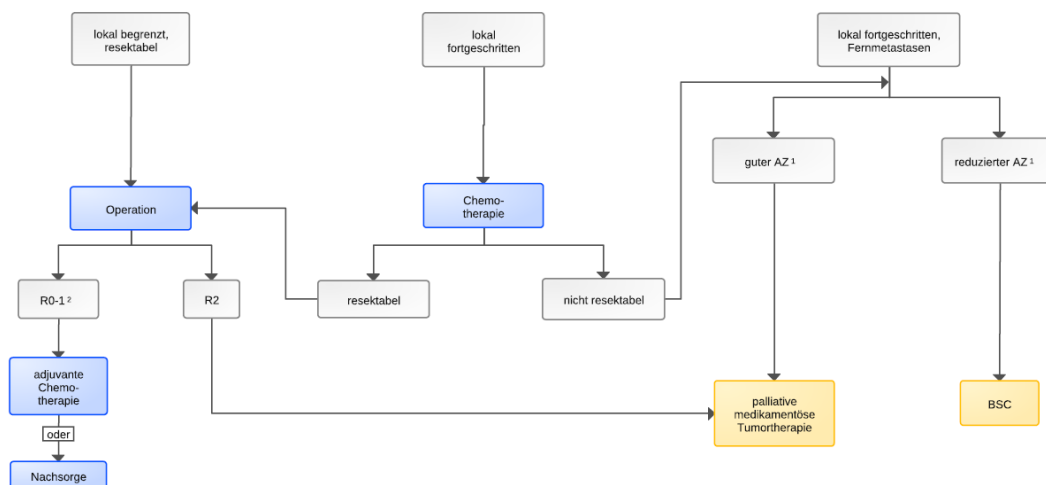 lokal begrenzt,
resektabel
lokal
fortgeschritten
lokal fortgeschritten,
Fernmetastasen
guter AZ ¹
reduzierter AZ ¹
Operation
Chemo-
therapie
R0-1 ²
R2
resektabel
nicht resektabel
adjuvante
Chemo-
therapie
palliative
medikamentöse
Tumortherapie
BSC
oder
Nachsorge